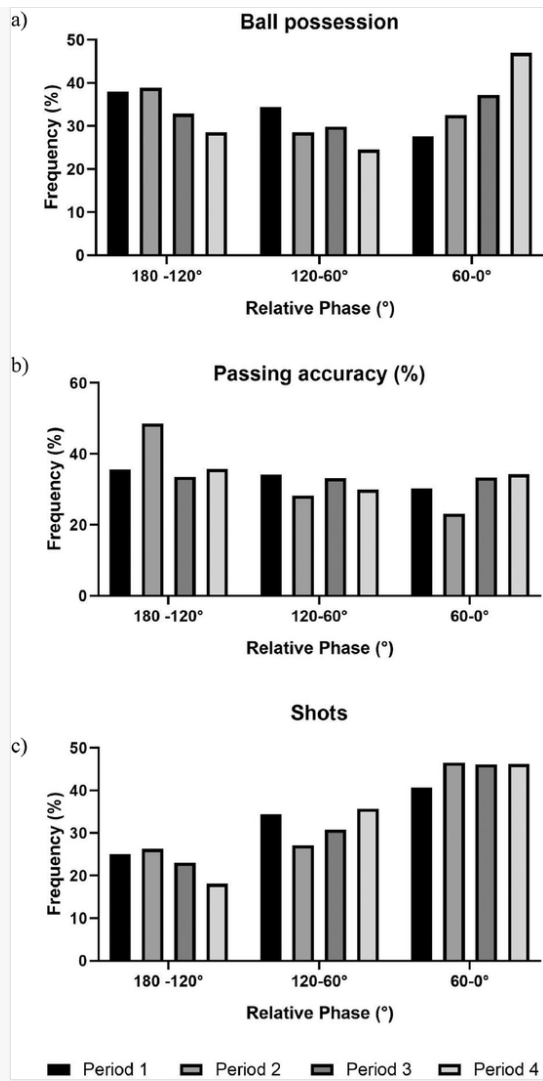 a)
Ball possession
Frequency (%)
50
40
30
20
10
0
180 -120°
120-60°
60-0°
Relative Phase (°)
b)
Passing accuracy (%)
Frequency (%)
60
40
20
0
180 -120°
120-60°
60-0°
Relative Phase (°)
Shots
c)
Frequency (%)
50
40
30
20
10
0
180 -120°
120-60°
60-0°
Relative Phase (°)
Period 1 Period 2 Period 3 Period 4